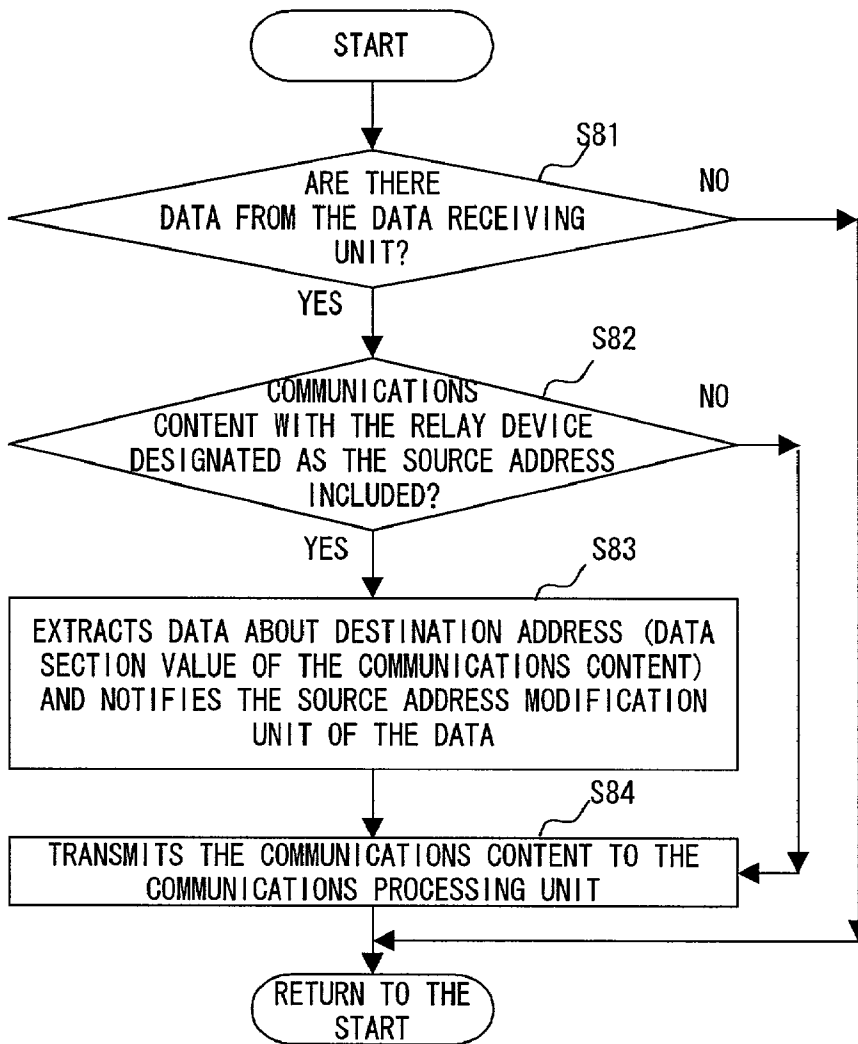 START
S81
ARE THERE
DATA FROM THE DATA RECEIVING
UNIT?
NO
YES
S82
COMMUNICATIONS
CONTENT WITH THE RELAY DEVICE
DESIGNATED AS THE SOURCE ADDRESS
INCLUDED?
NO
YES
S83
EXTRACTS DATA ABOUT DESTINATION ADDRESS (DATA
SECTION VALUE OF THE COMMUNICATIONS CONTENT)
AND NOTIFIES THE SOURCE ADDRESS MODIFICATION
UNIT OF THE DATA
S84
TRANSMITS THE COMMUNICATIONS CONTENT TO THE
COMMUNICATIONS PROCESSING UNIT
RETURN TO THE
START